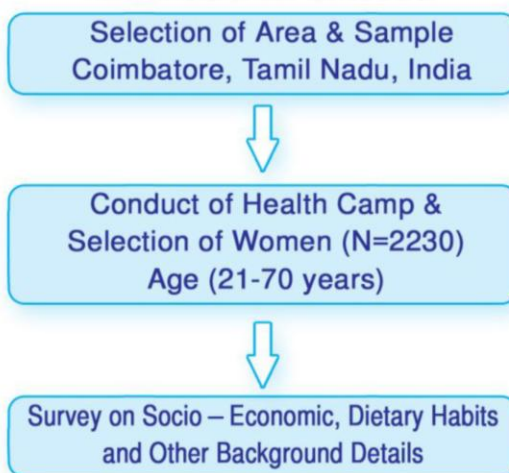 Selection of Area & Sample
Coimbatore, Tamil Nadu, India
Conduct of Health Camp &
Selection of Women (N=2230)
Age (21-70 years)
Survey on Socio – Economic, Dietary Habits
and Other Background Details